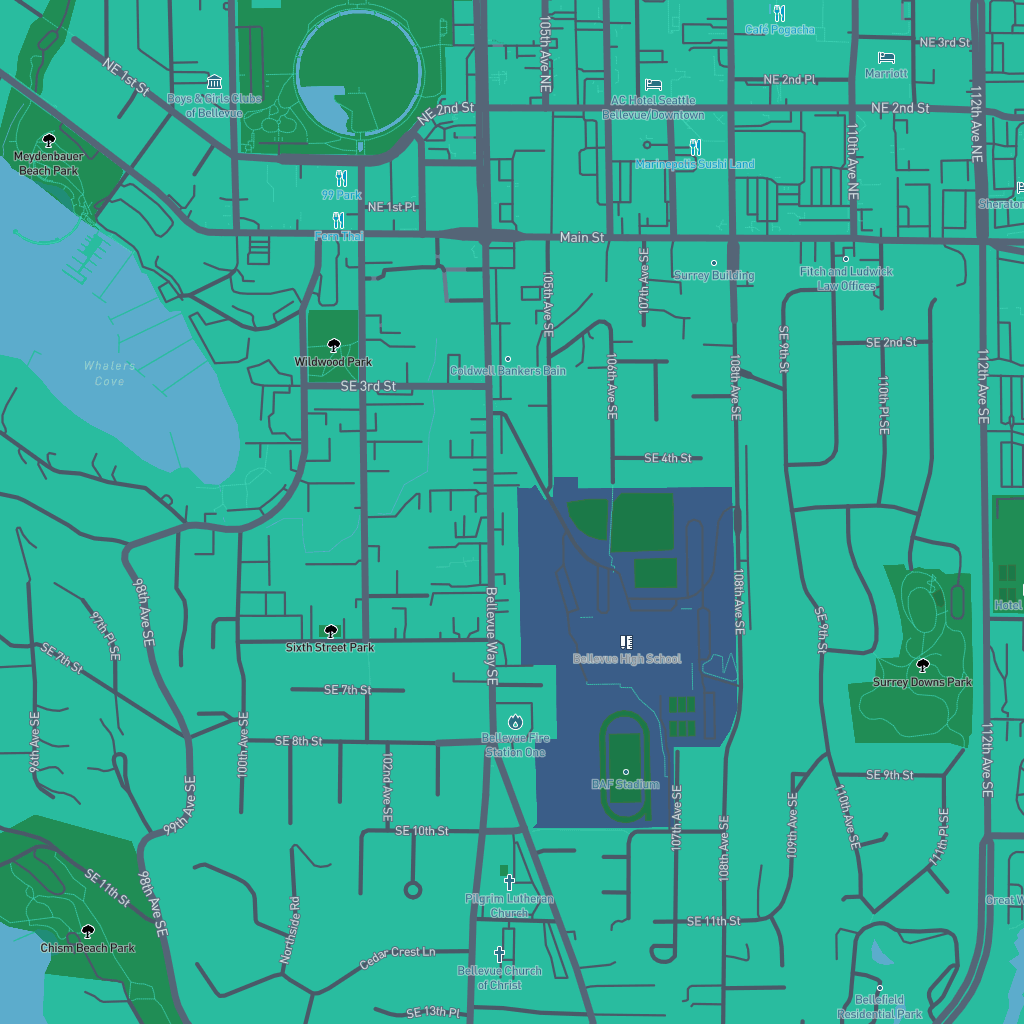 Café Pogacha
NE 3rd St
NE 1st St
105th Ave NE
Marriott
NE 2nd Pl
Boys & Girls Clubs
of Bellevue
AC Hotel Seattle
Bellevue/Downtown
NE 2nd St
NE 2nd St
112th Ave NE
110th Ave NE
Meydenbauer
Beach Park
Marinepolis Sushi Land
99 Park
NE 1st Pl
Fern Thai
Main St
Surrey Building
Fitch and Ludwick
Law Offices
107th Ave SE
105th Ave SE
Wildwood Park
Whalers
Cove
Coldwell Bankers Bain
SE 9th St
SE 2nd St
SE 3rd St
106th Ave SE
108th Ave SE
110th Pl SE
112th Ave SE
SE 4th St
98th Ave SE
97th Pl SE
Bellevue Way SE
108th Ave SE
SE 9th St
Hotel
SE 7th St
Sixth Street Park
Bellevue High School
Surrey Downs Park
SE 7th St
96th Ave SE
100th Ave SE
SE 8th St
Bellevue Fire
Station One
112th Ave SE
102nd Ave SE
BAF Stadium
SE 9th St
99th Ave SE
SE 10th St
107th Ave SE
108th Ave SE
109th Ave SE
110th Ave SE
111th Pl SE
SE 11th St
98th Ave SE
Pilgrim Lutheran
Church
SE 11th St
Chism Beach Park
Northside Rd
Cedar Crest Ln
Bellevue Church
of Christ
SE 13th Pl
Bellefield
Residential Park